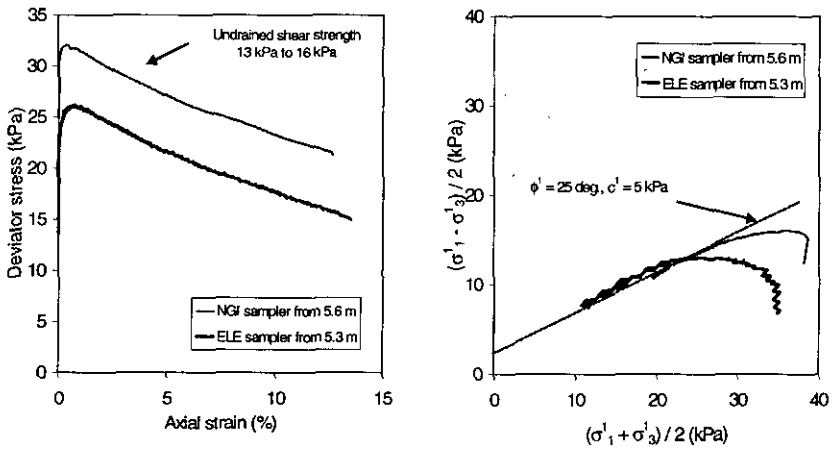 35
30
25
20
15
10
5
0
Deviator stress (kPa)
Undrained shear strength
13 kPa to 16 kPa
NGI sampler from 5.6 m
ELE sampler from 5.3 m
0 5 10 15
Axial strain (%)
40
30
20
10
0
(σ¹₁ - σ¹₃) / 2 (kPa)
NGI sampler from 5.6 m
ELE sampler from 5.3 m
ϕ¹ = 25 deg., c¹ = 5 kPa
0 10 20 30 40
(σ¹₁ + σ¹₃) / 2 (kPa)